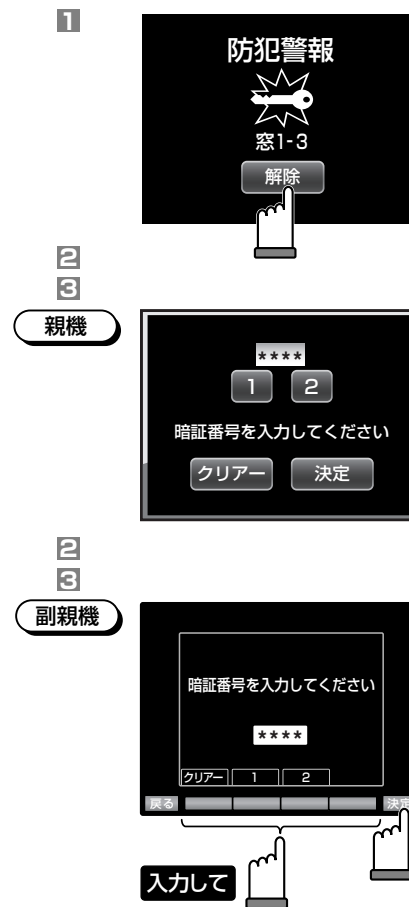 1
防犯警報
窓1-3
解除
2
3
親機
****
1 2
暗証番号を入力してください
クリアー 決定
2
3
副親機
暗証番号を入力してください
****
クリアー 1 2
戻る 決定
入力して